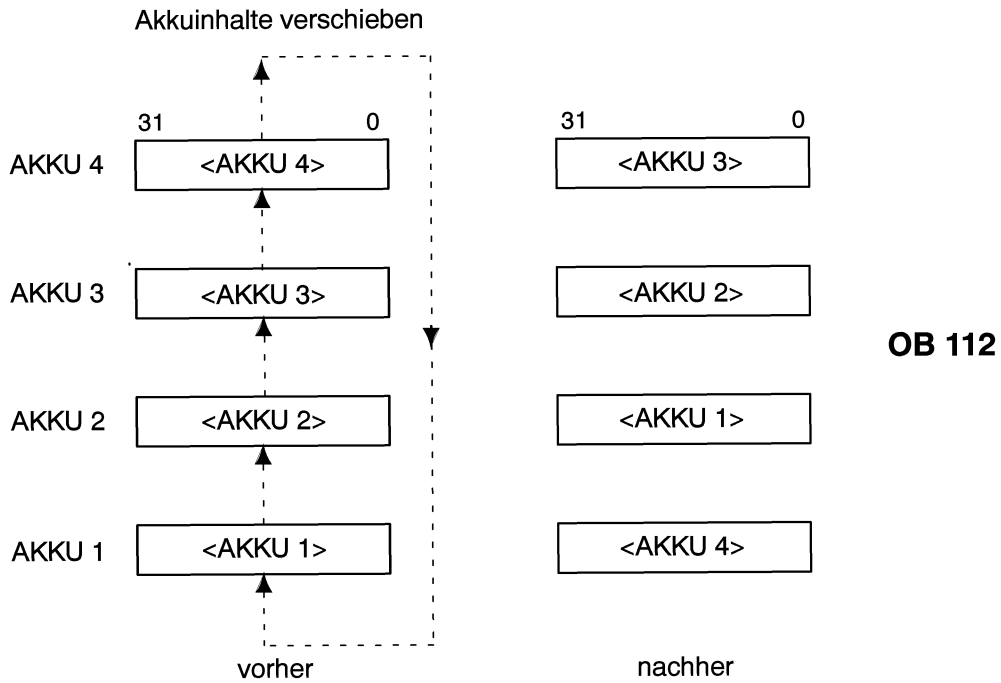 Akkuinhalte verschieben
31 0 31 0
AKKU 4 <AKKU 4> <AKKU 3>
AKKU 3 <AKKU 3> <AKKU 2>
OB 112
AKKU 2 <AKKU 2> <AKKU 1>
AKKU 1 <AKKU 1> <AKKU 4>
vorher nachher